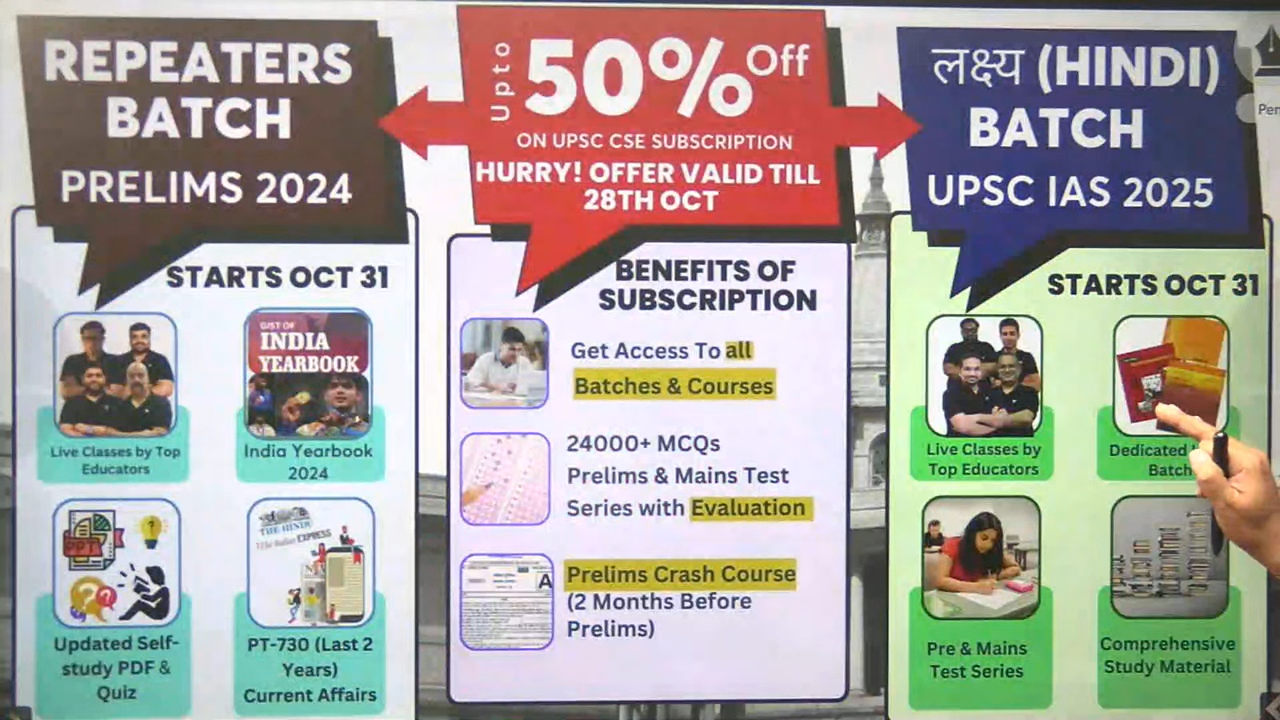 REPEATERS
BATCH
PRELIMS 2024
STARTS OCT 31
Live Classes by Top
Educators
GIST OF
INDIA
YEARBOOK
India Yearbook
2024
PPT
Updated Self-
study PDF &
Quiz
THE HINDU
The Indian EXPRESS
PT-730 (Last 2
Years)
Current Affairs
Upto
50% Off
ON UPSC CSE SUBSCRIPTION
HURRY! OFFER VALID TILL
28TH OCT
BENEFITS OF
SUBSCRIPTION
Get Access To all
Batches & Courses
24000+ MCQs
Prelims & Mains Test
Series with Evaluation
A
Prelims Crash Course
(2 Months Before
Prelims)
लक्ष्य (HINDI)
BATCH
UPSC IAS 2025
STARTS OCT 31
Live Classes by
Top Educators
Dedicated
Batch
Pre & Mains
Test Series
Comprehensive
Study Material